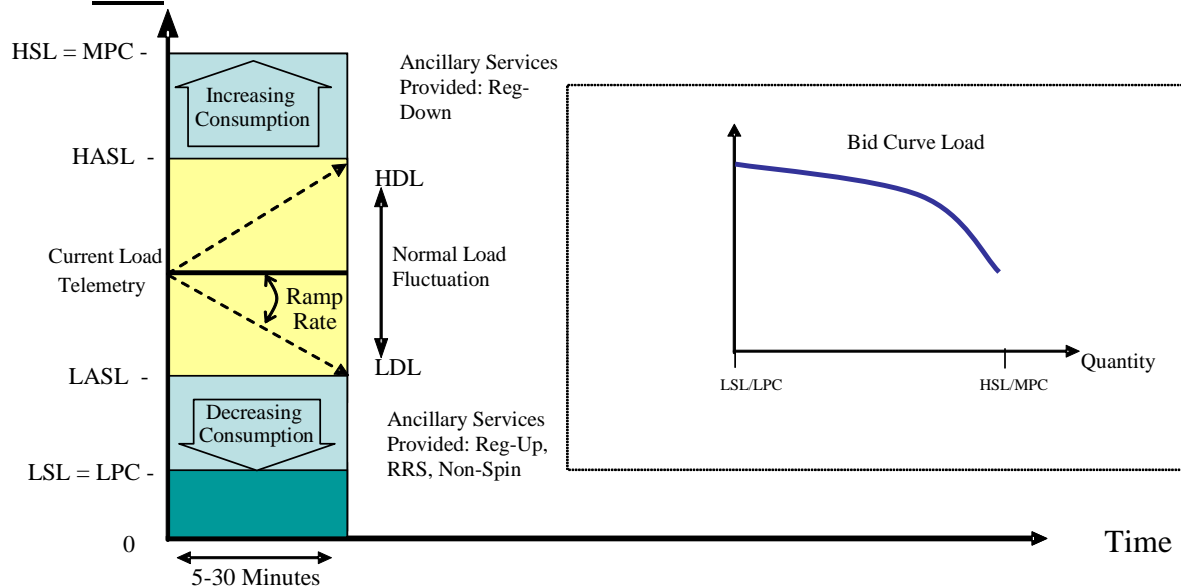 HSL = MPC -
Increasing
Consumption
Ancillary Services
Provided: Reg-
Down
HASL -
HDL
Current Load
Telemetry
Normal Load
Fluctuation
Ramp
Rate
LDL
LASL -
Decreasing
Consumption
Ancillary Services
Provided: Reg-Up,
RRS, Non-Spin
LSL = LPC -
0
5-30 Minutes
Time
Bid Curve Load
Quantity
LSL/LPC
HSL/MPC